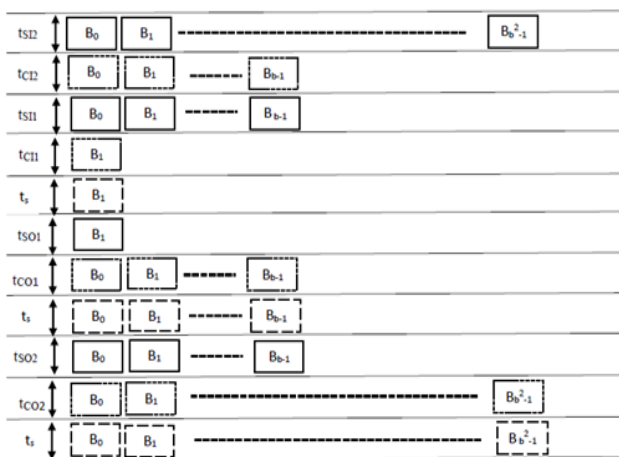 tSI2 B0 B1 Bb²-1
tCI2 B0 B1 Bb-1
tSI1 B0 B1 Bb-1
tCI1 B1
ts B1
tSO1 B1
tCO1 B0 B1 Bb-1
ts B0 B1 Bb-1
tSO2 B0 B1 Bb-1
tCO2 B0 B1 Bb²-1
ts B0 B1 Bb²-1